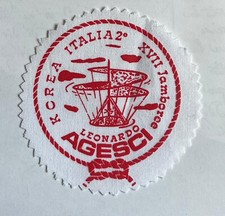 KOREA ITALIA 2° XVII Jamboree
LEONARDO
AGESCI